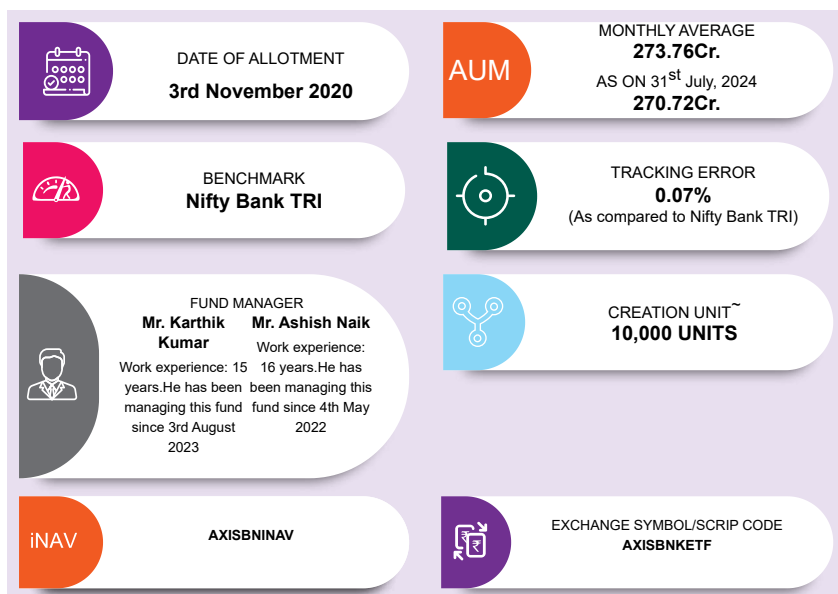 DATE OF ALLOTMENT
3rd November 2020
AUM
MONTHLY AVERAGE
273.76Cr.
AS ON 31st July, 2024
270.72Cr.
BENCHMARK
Nifty Bank TRI
TRACKING ERROR
0.07%
(As compared to Nifty Bank TRI)
FUND MANAGER
Mr. Karthik
Kumar
Work experience: 15
years.He has been
managing this fund
since 3rd August
2023
Mr. Ashish Naik
Work experience:
16 years.He has
been managing this
fund since 4th May
2022
CREATION UNIT~
10,000 UNITS
iNAV
AXISBNINAV
₹
₹
EXCHANGE SYMBOL/SCRIP CODE
AXISBNKETF